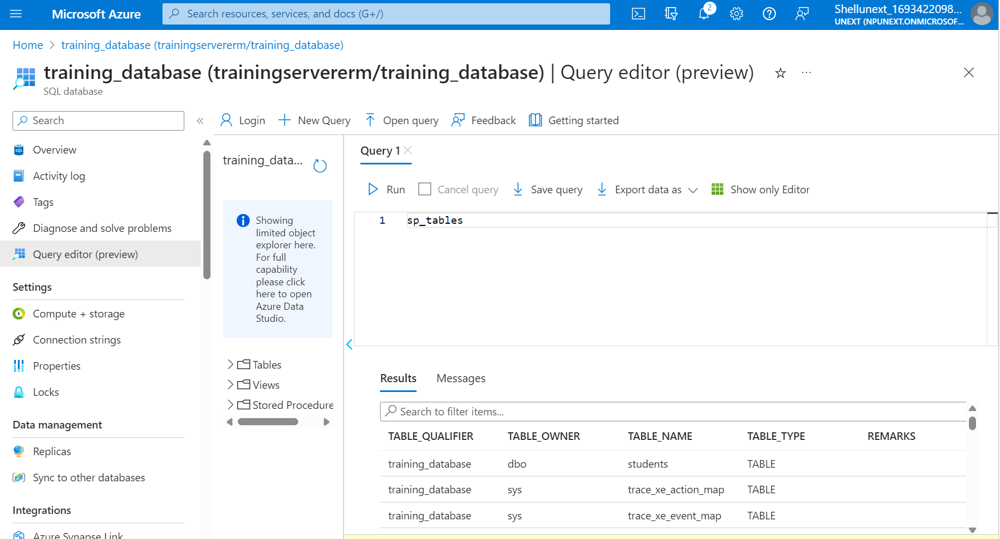 Microsoft Azure
Search resources, services, and docs (G+/)
2
Shellunext_1693422098...
UNEXT (NPUNEXT.ONMICROSOF...
Home > training_database (trainingservererm/training_database)
training_database (trainingservererm/training_database) | Query editor (preview)
SQL database
Search
Login
New Query
Open query
Feedback
Getting started
Overview
Activity log
Tags
Diagnose and solve problems
Query editor (preview)
Settings
Compute + storage
Connection strings
Properties
Locks
Data management
Replicas
Sync to other databases
Integrations
Azure Synapse Link
training_data...
Showing
limited object
explorer here.
For full
capability
please click
here to open
Azure Data
Studio.
Tables
Views
Stored Procedure
Query 1
Run
Cancel query
Save query
Export data as
Show only Editor
1 sp_tables
Results Messages
Search to filter items...
TABLE_QUALIFIER TABLE_OWNER TABLE_NAME TABLE_TYPE REMARKS
training_database dbo students TABLE
training_database sys trace_xe_action_map TABLE
training_database sys trace_xe_event_map TABLE